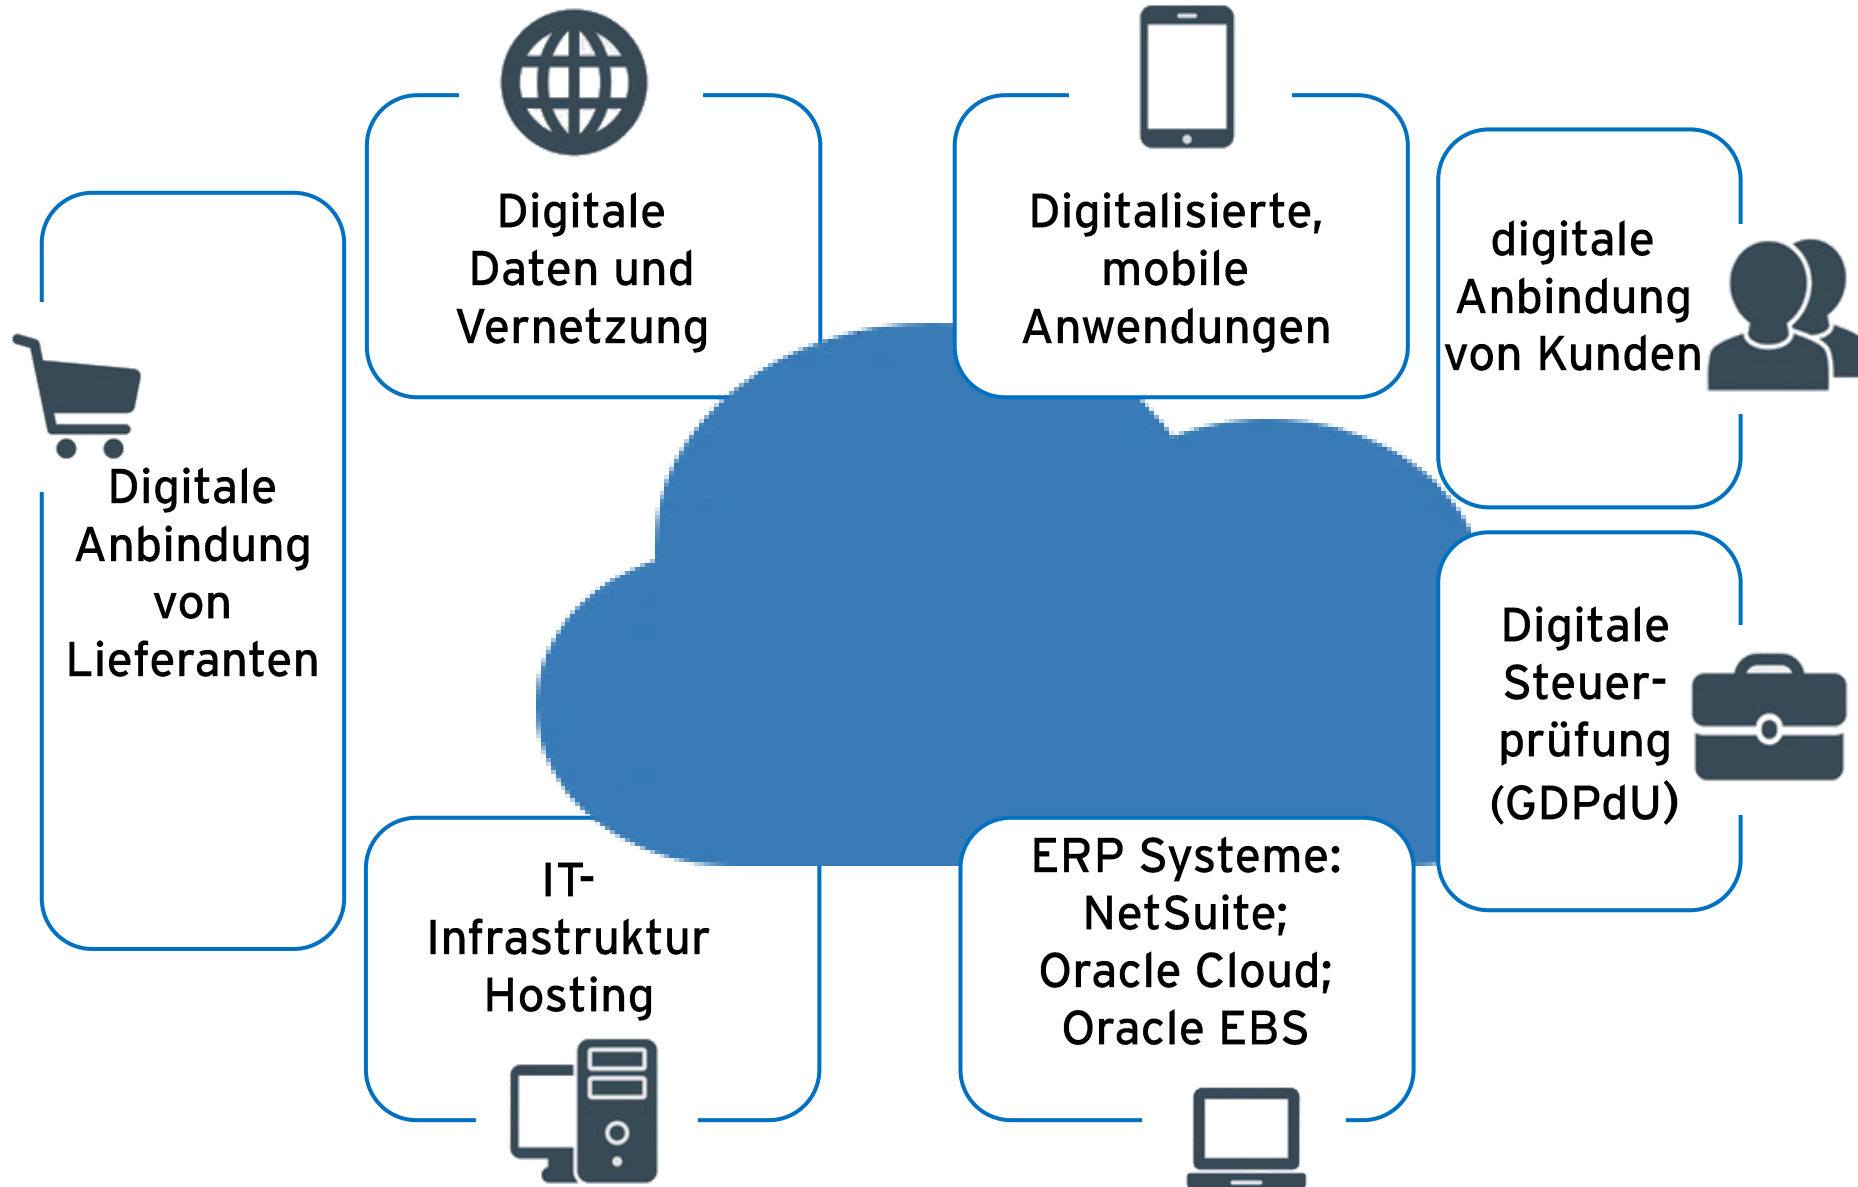 Digitale
Daten und
Vernetzung
Digitalisierte,
mobile
Anwendungen
digitale
Anbindung
von Kunden
Digitale
Anbindung
von
Lieferanten
Digitale
Steuer-
prüfung
(GDPdU)
IT-
Infrastruktur
Hosting
ERP Systeme:
NetSuite;
Oracle Cloud;
Oracle EBS